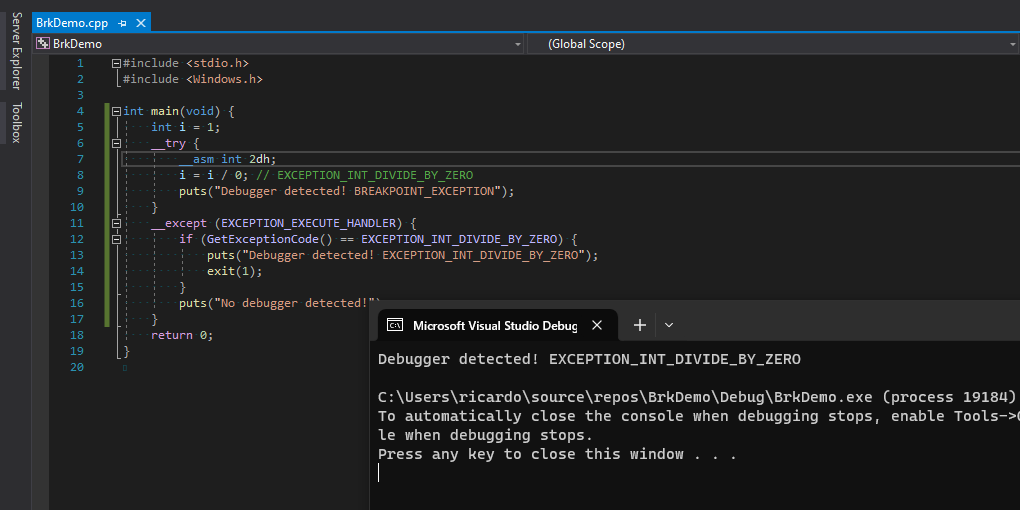 Server Explorer
Toolbox
BrkDemo.cpp
BrkDemo
(Global Scope)
1 #include <stdio.h>
2 #include <Windows.h>
3
4 int main(void) {
5 int i = 1;
6 __try {
7 __asm int 2dh;
8 i = i / 0; // EXCEPTION_INT_DIVIDE_BY_ZERO
9 puts("Debugger detected! BREAKPOINT_EXCEPTION");
10 }
11 __except (EXCEPTION_EXECUTE_HANDLER) {
12 if (GetExceptionCode() == EXCEPTION_INT_DIVIDE_BY_ZERO) {
13 puts("Debugger detected! EXCEPTION_INT_DIVIDE_BY_ZERO");
14 exit(1);
15 }
16 puts("No debugger detected!")
17 }
18 return 0;
19 }
20
Microsoft Visual Studio Debug
Debugger detected! EXCEPTION_INT_DIVIDE_BY_ZERO
C:\Users\ricardo\source\repos\BrkDemo\Debug\BrkDemo.exe (process 19184)
To automatically close the console when debugging stops, enable Tools->
le when debugging stops.
Press any key to close this window . . .